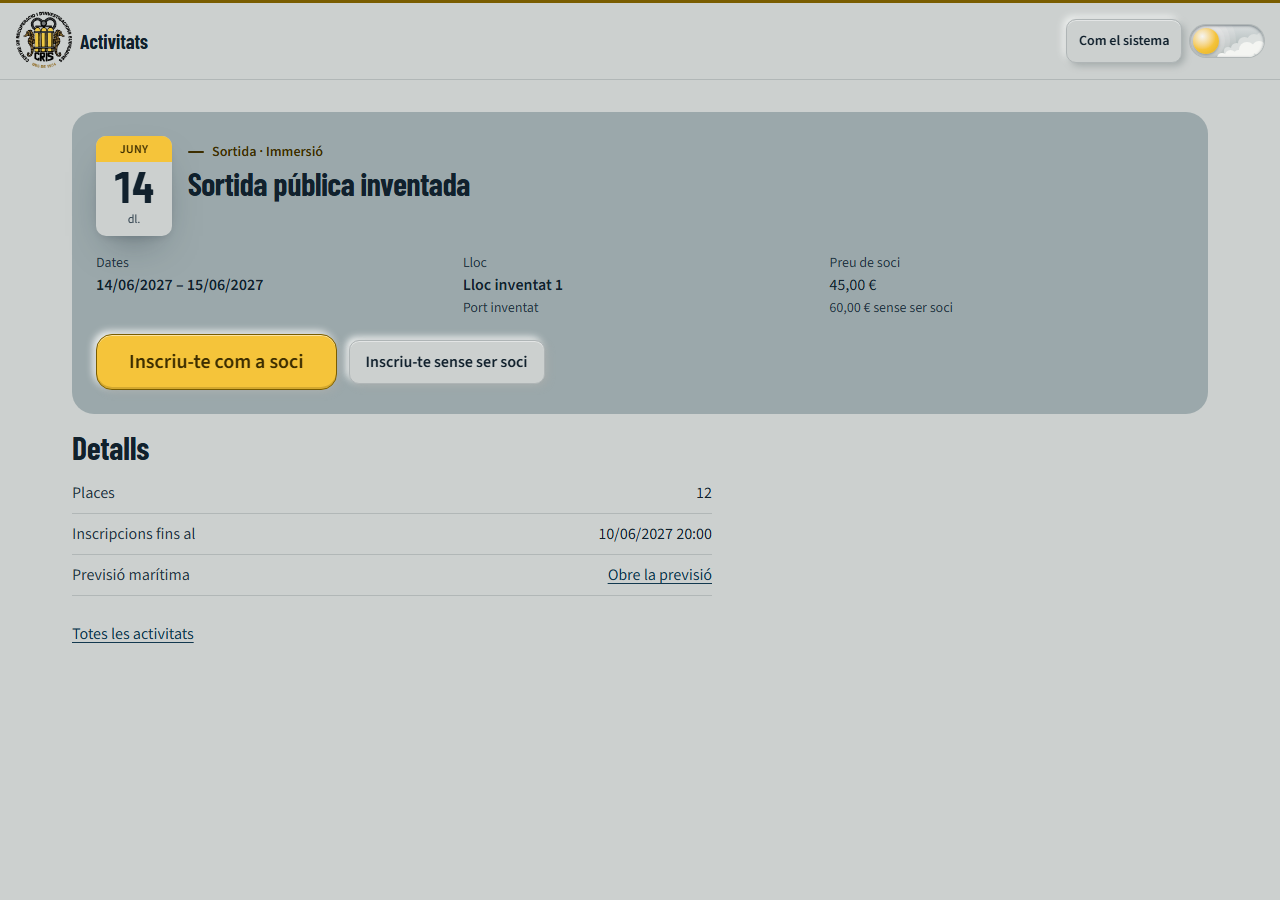 CRIS
Activitats
Com el sistema
JUNY
14
dl.
Sortida · Immersió
Sortida pública inventada
Dates
14/06/2027 – 15/06/2027
Lloc
Lloc inventat 1
Port inventat
Preu de soci
45,00 €
60,00 € sense ser soci
Inscriu-te com a soci
Inscriu-te sense ser soci
Detalls
Places
12
Inscripcions fins al
10/06/2027 20:00
Previsió marítima
Obre la previsió
Totes les activitats